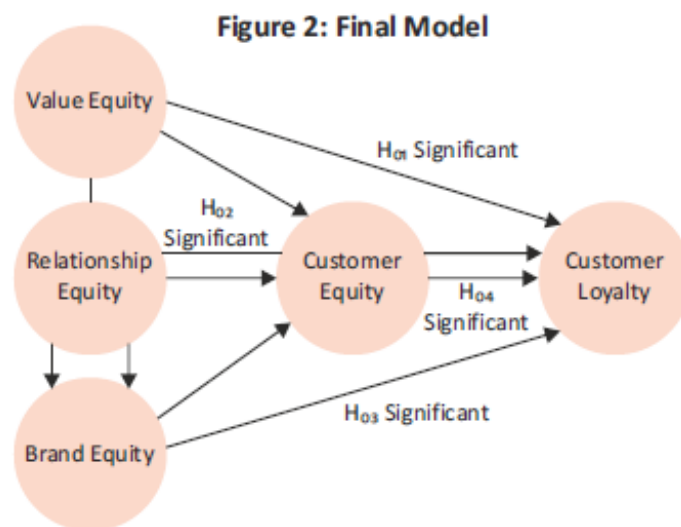 Figure 2: Final Model
Value Equity
H₀₁ Significant
H₀₂
Significant
Relationship
Equity
Customer
Equity
Customer
Loyalty
H₀₄
Significant
H₀₃ Significant
Brand Equity